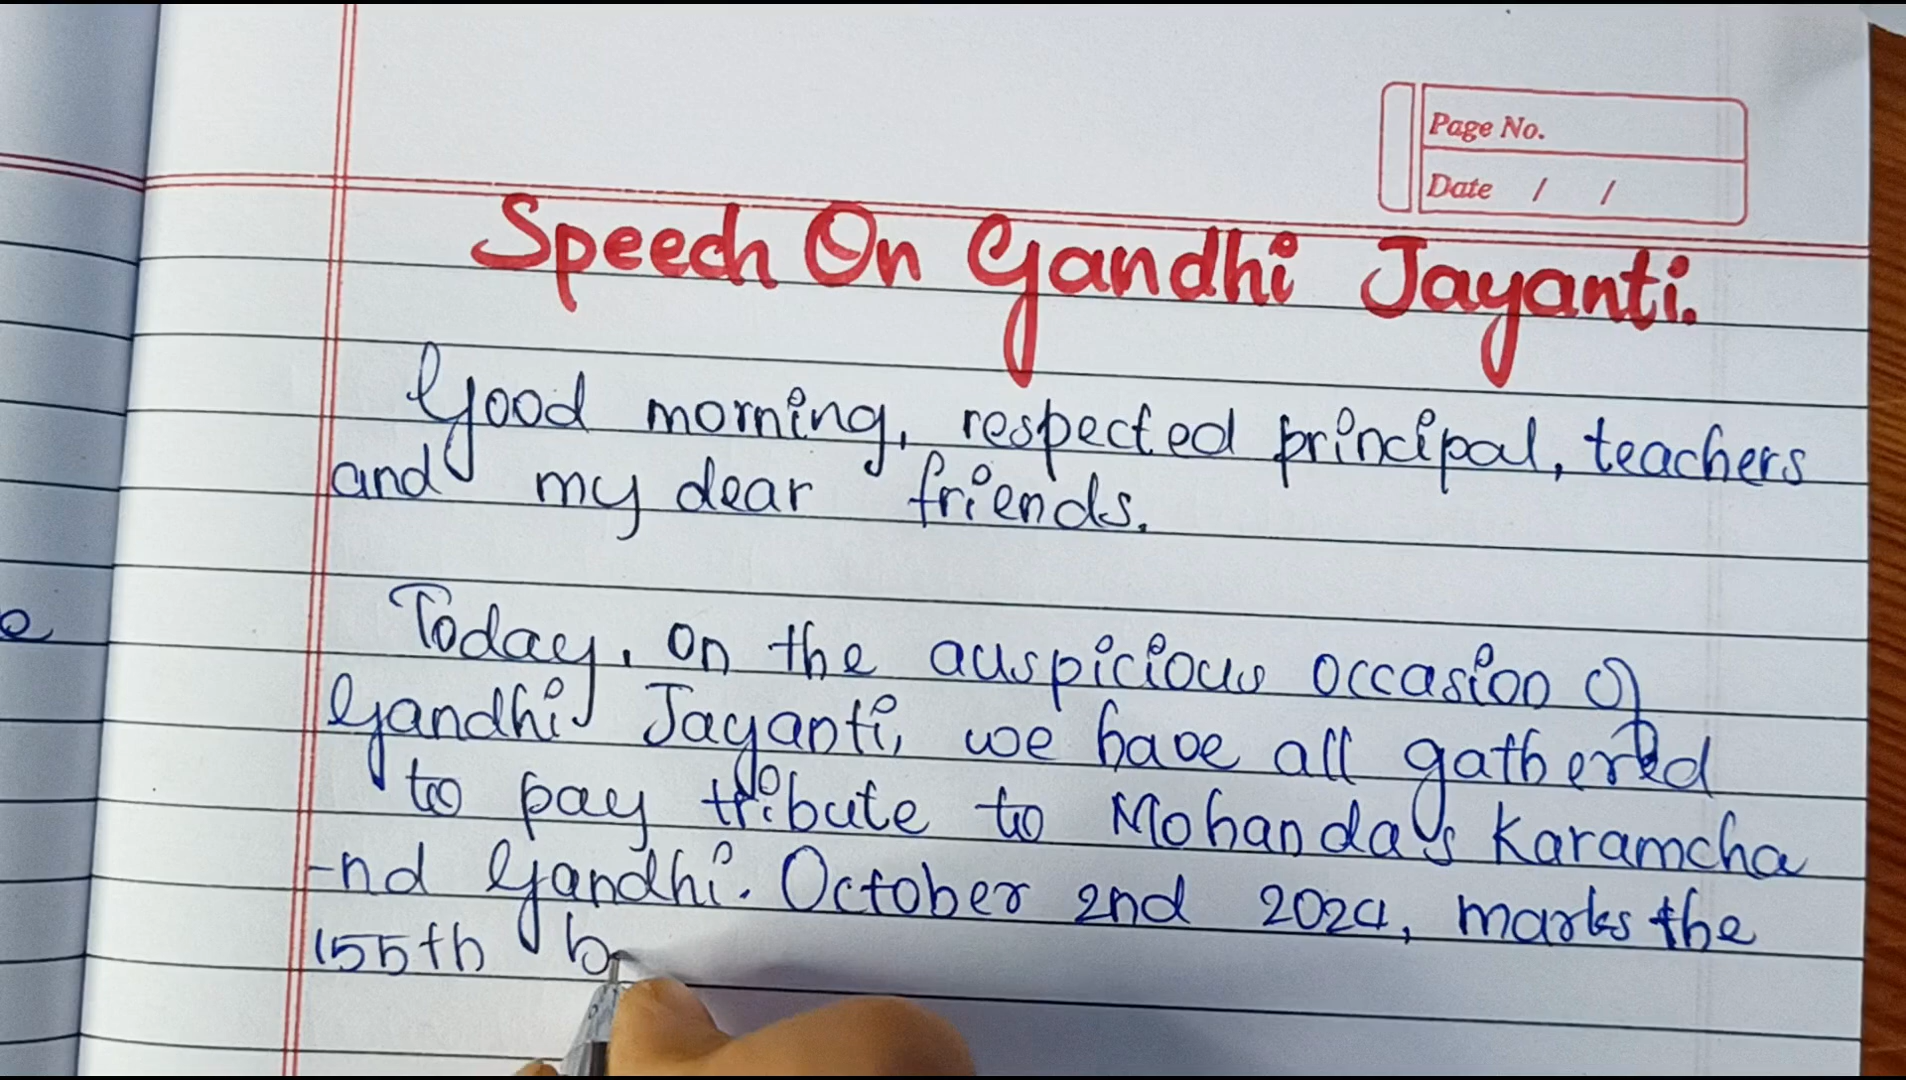 Page No.
Date / /
Speech On Gandhi Jayanti.
Good morning, respected principal, teachers
and my dear friends.
Today, on the auspicious occasion of
Gandhi Jayanti, we have all gathered
to pay tribute to Mohandas Karamcha
-nd Gandhi. October 2nd 2024, marks the
155th b
e